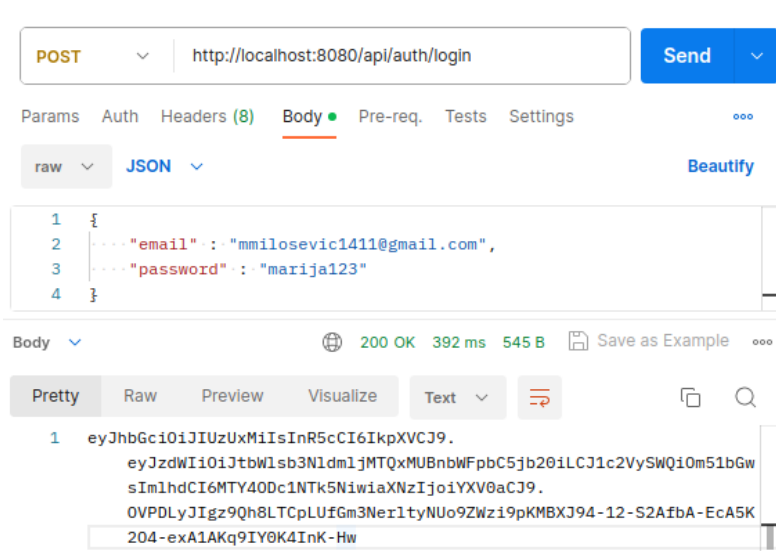 POST http://localhost:8080/api/auth/login Send
Params Auth Headers (8) Body Pre-req. Tests Settings
raw JSON Beautify
1 {
2 "email" : "mmilosevic1411@gmail.com",
3 "password" : "marija123"
4 }
Body 200 OK 392 ms 545 B Save as Example
Pretty Raw Preview Visualize Text
1 eyJhbGciOiJIUzUxMiIsInR5cCI6IkpXVCJ9.
eyJzdWIiOiJtbWlsb3NldmljMTQxMUBnbWFpbC5jb20iLCJ1c2VySWQiOm51bGw
sImlhdCI6MTY4ODc1NTk5NiwiaXNzIjoiYXV0aCJ9.
OVPDLyJIgz9Qh8LTCpLUfGm3NerltyNUo9ZWzi9pKMBXJ94-12-S2AfbA-EcA5K
2O4-exA1AKq9IY0K4InK-Hw